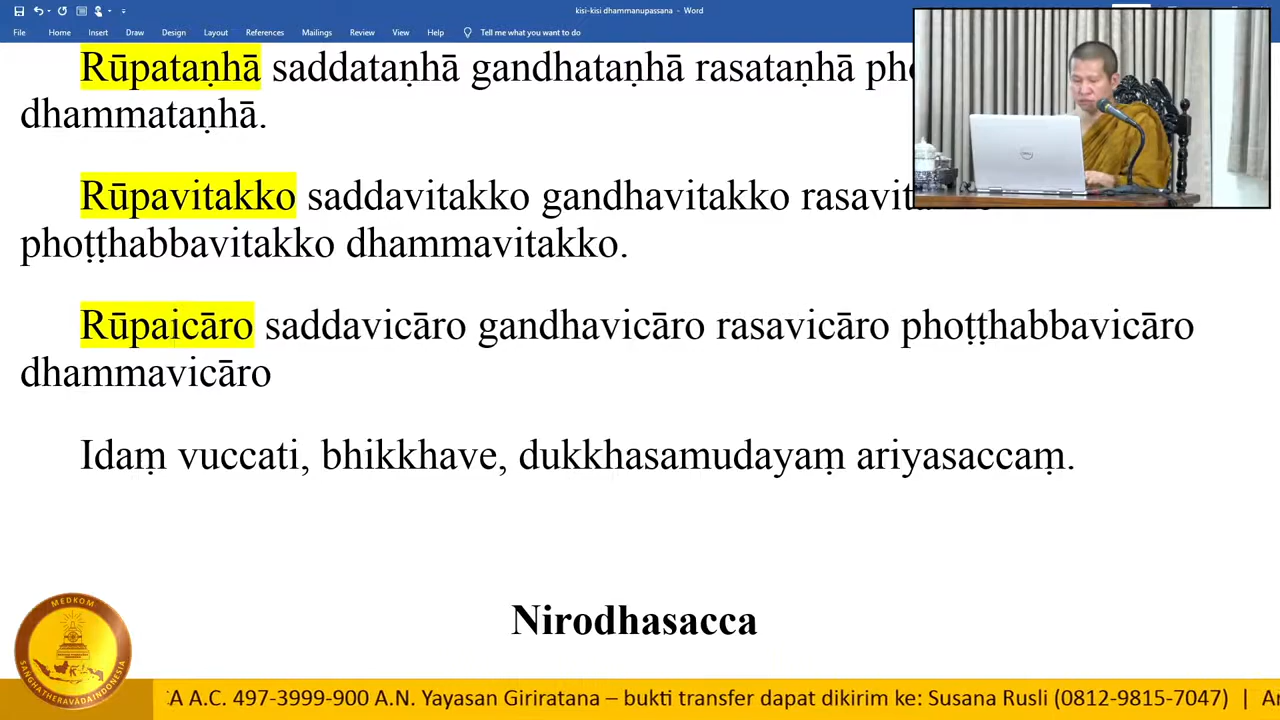 kisi-kisi dhammanupassana - Word
File Home Insert Draw Design Layout References Mailings Review View Help Tell me what you want to do
Rūpataṇhā saddataṇhā gandhataṇhā rasataṇhā
dhammataṇhā.
Rūpavitakko saddavitakko gandhavitakko
phoṭṭhabbavitakko dhammavitakko.
Rūpaicāro saddavicāro gandhavicāro rasavicāro phoṭṭhabbavicāro
dhammavicāro
Idaṃ vuccati, bhikkhave, dukkhasamudayaṃ ariyasaccaṃ.
Nirodhasacca
MEDKOM
SANGHA THERAVADA INDONESIA
A.C. 497-3999-900 A.N. Yayasan Giriratana – bukti transfer dapat dikirim ke: Susana Rusli (0812-9815-7047) |